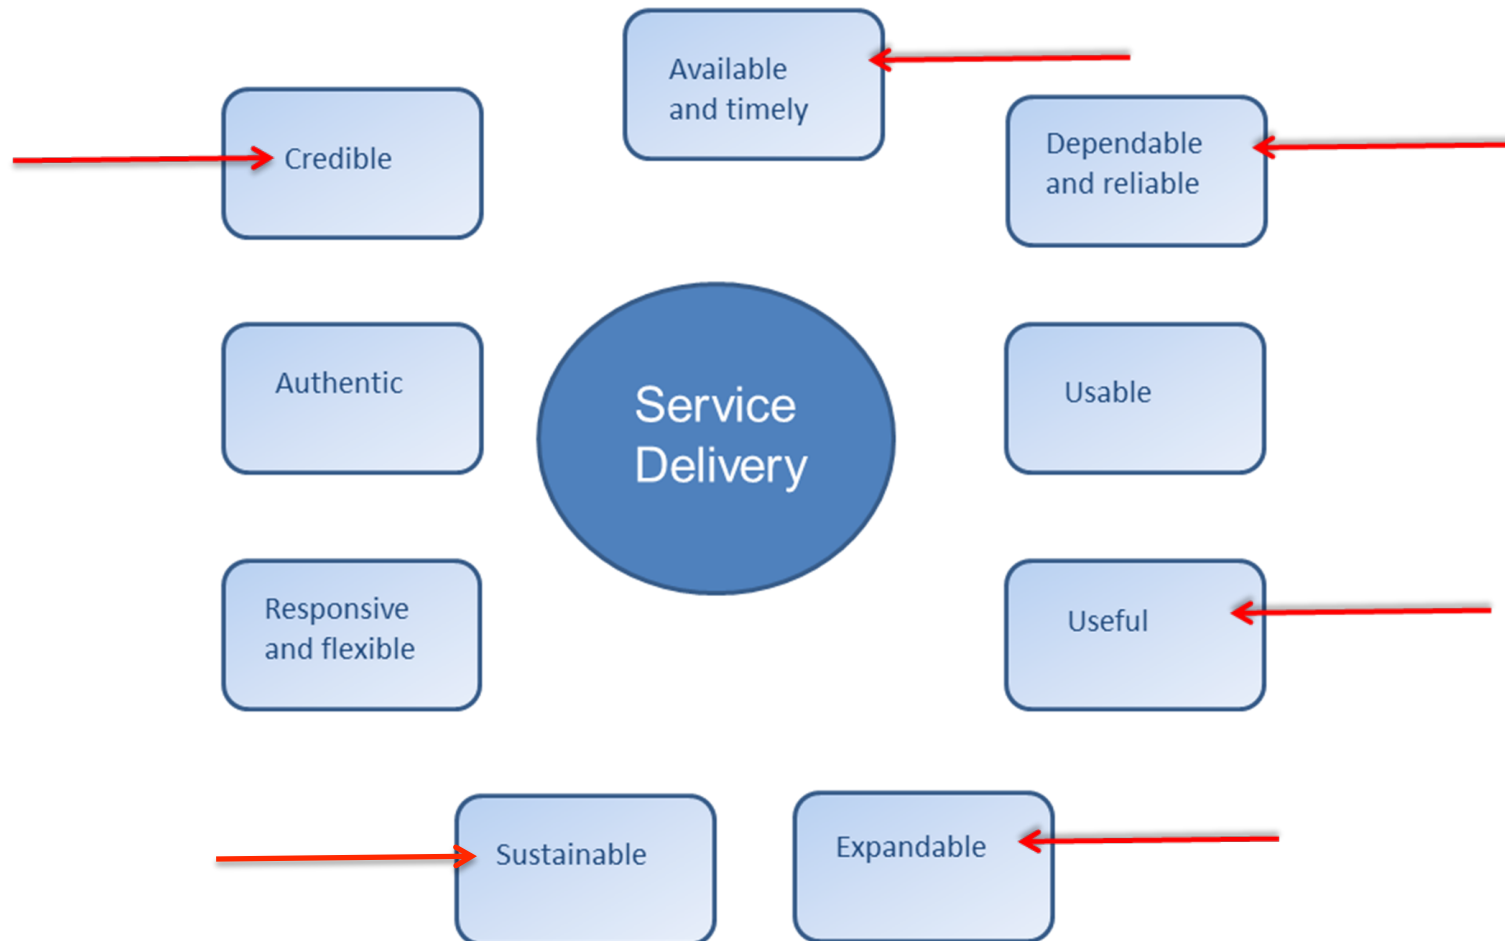 Available
and timely
Credible
Dependable
and reliable
Authentic
Service
Delivery
Usable
Responsive
and flexible
Useful
Sustainable
Expandable